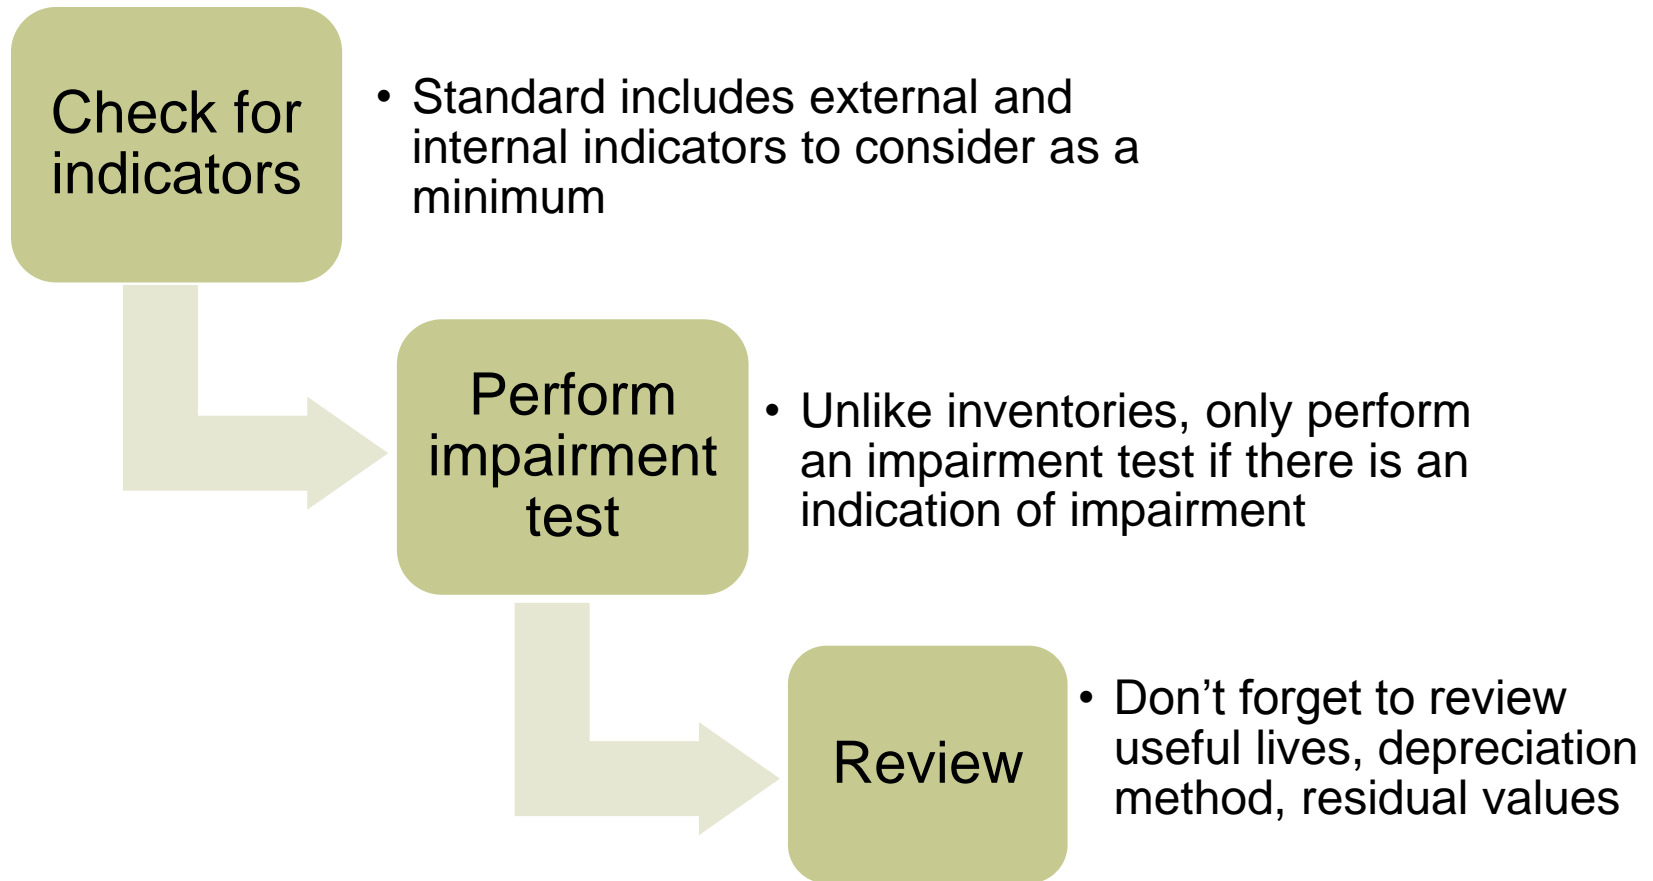 Check for
indicators
• Standard includes external and
internal indicators to consider as a
minimum
Perform
impairment
test
• Unlike inventories, only perform
an impairment test if there is an
indication of impairment
Review
• Don’t forget to review
useful lives, depreciation
method, residual values